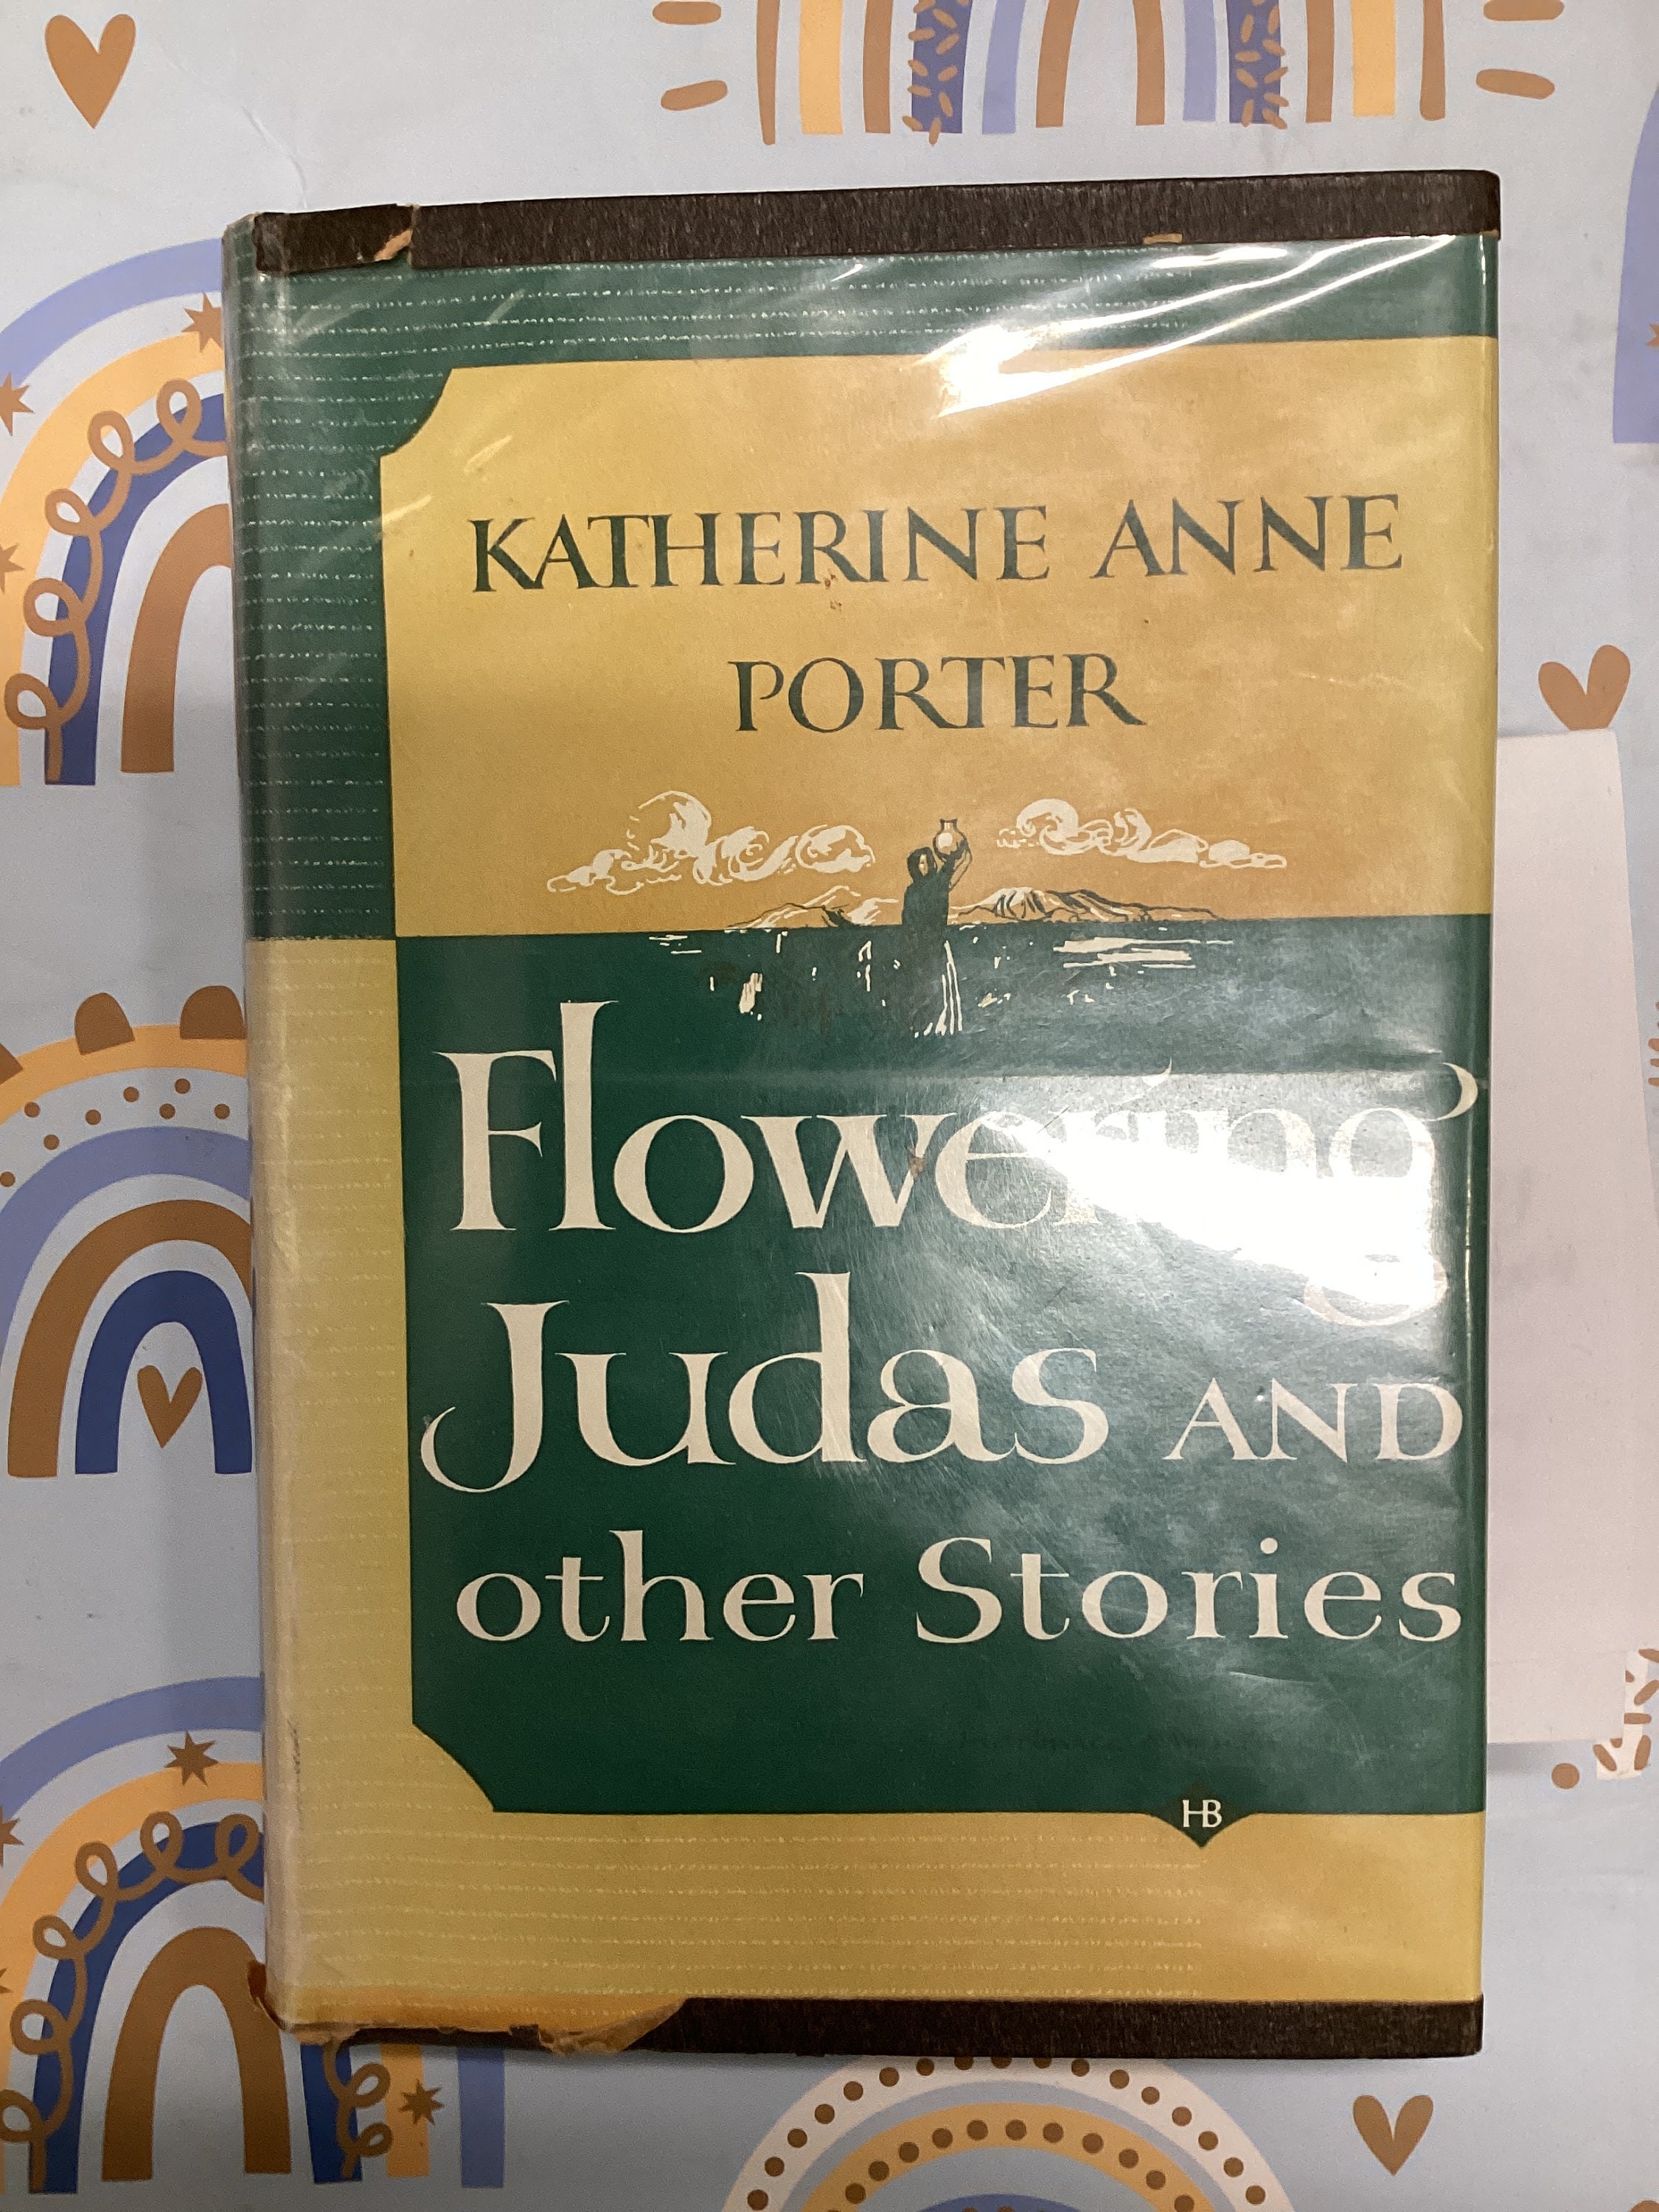 KATHERINE ANNE
PORTER
Flowering
Judas AND
other Stories
HB